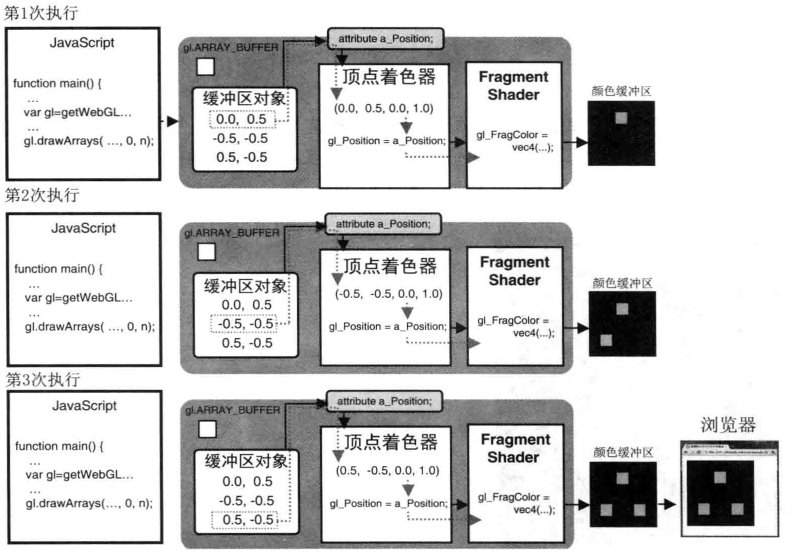 第1次执行
JavaScript
function main() {
...
var gl=getWebGL...
...
gl.drawArrays( ..., 0, n);
gl.ARRAY_BUFFER
缓冲区对象
0.0, 0.5
-0.5, -0.5
0.5, -0.5
attribute a_Position;
顶点着色器
(0.0, 0.5, 0.0, 1.0)
gl_Position = a_Position;
Fragment
Shader
gl_FragColor =
vec4(...);
颜色缓冲区
第2次执行
JavaScript
function main() {
...
var gl=getWebGL...
...
gl.drawArrays( ..., 0, n);
gl.ARRAY_BUFFER
缓冲区对象
0.0, 0.5
-0.5, -0.5
0.5, -0.5
attribute a_Position;
顶点着色器
(-0.5, -0.5, 0.0, 1.0)
gl_Position = a_Position;
Fragment
Shader
gl_FragColor =
vec4(...);
颜色缓冲区
第3次执行
JavaScript
function main() {
...
var gl=getWebGL...
...
gl.drawArrays(..., 0, n);
gl.ARRAY_BUFFER
缓冲区对象
0.0, 0.5
-0.5, -0.5
0.5, -0.5
attribute a_Position;
顶点着色器
(0.5, -0.5, 0.0, 1.0)
gl_Position = a_Position;
Fragment
Shader
gl_FragColor =
vec4(...);
颜色缓冲区
浏览器